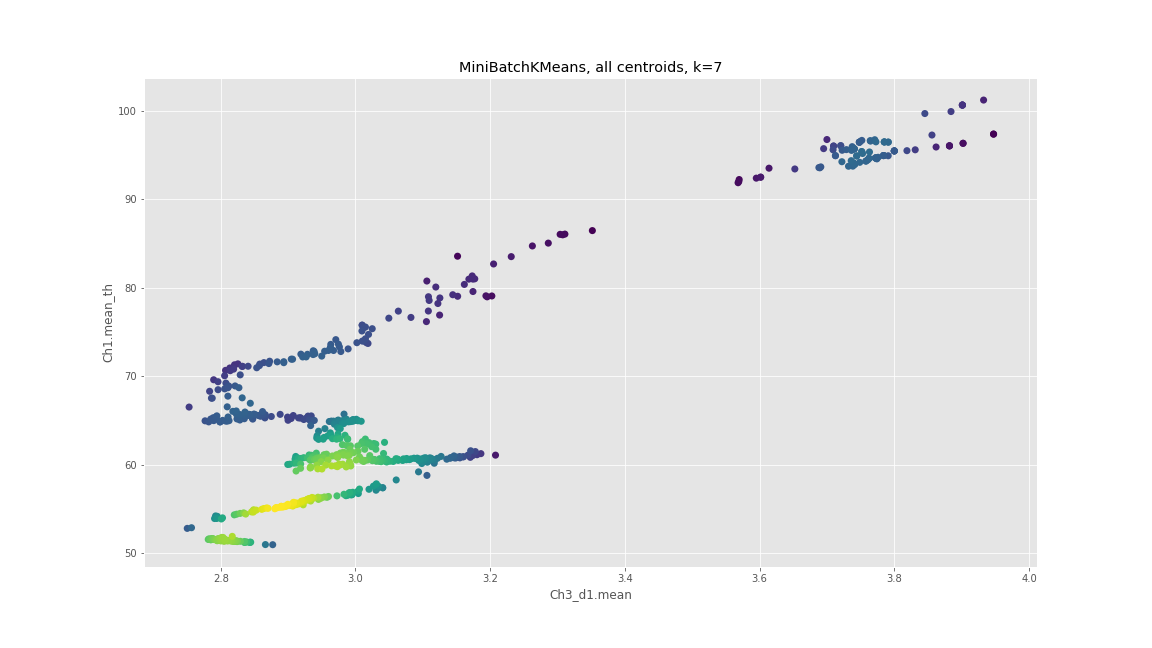 MiniBatchKMeans, all centroids, k=7
100
90
80
70
60
50
Ch1.mean_th
2.8 3.0 3.2 3.4 3.6 3.8 4.0
Ch3_d1.mean